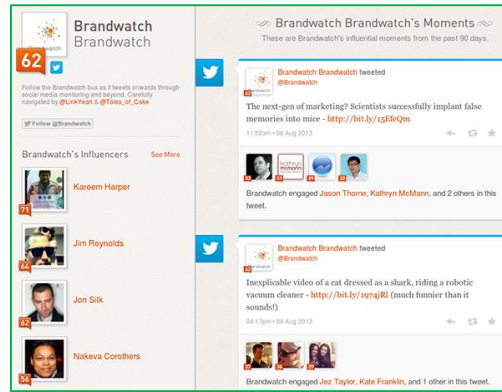 Brandwatch
Brandwatch
62
Follow the Brandwatch bus as it tweets onwards through
social media monitoring and beyond. Carefully
navigated by @LinkYeah & @Tales_of_Cake
Follow @Brandwatch
Brandwatch's Influencers See More
71
Kareem Harper
64
Jim Reynolds
62
Jon Silk
56
Nakeva Corothers
Brandwatch Brandwatch's Moments
These are Brandwatch's influential moments from the past 90 days.
Brandwatch Brandwatch tweeted
@Brandwatch
62
The next-gen of marketing? Scientists successfully implant false
memories into mice - http://bit.ly/15EfeQm
11:52am • 06 Aug 2013
Brandwatch engaged Jason Thorne, Kathryn McMann, and 2 others in this
tweet.
Brandwatch Brandwatch tweeted
@Brandwatch
62
Inexplicable video of a cat dressed as a shark, riding a robotic
vacuum cleaner - http://bit.ly/1974jRl (much funnier than it
sounds!)
04:17pm • 06 Aug 2013
Brandwatch engaged Jez Taylor, Kate Franklin, and 1 other in this tweet.